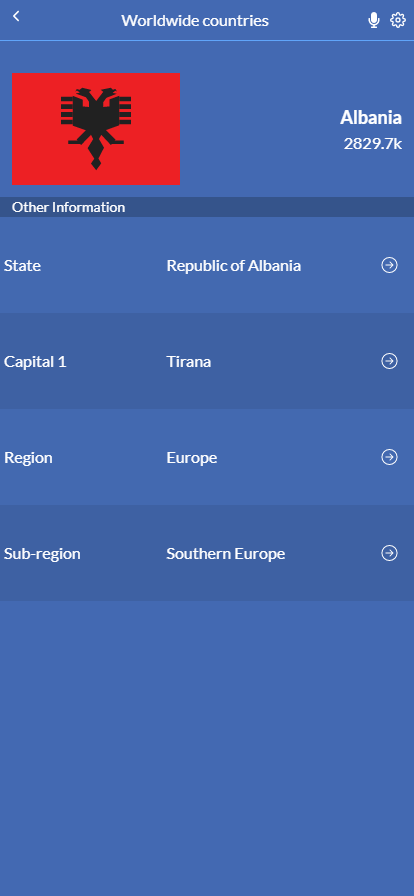 Worldwide countries
Albania
2829.7k
Other Information
State Republic of Albania
Capital 1 Tirana
Region Europe
Sub-region Southern Europe